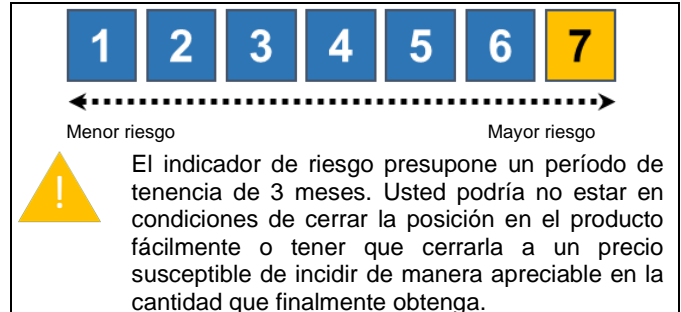 1 2 3 4 5 6 7
Menor riesgo Mayor riesgo
!
El indicador de riesgo presupone un período de
tenencia de 3 meses. Usted podría no estar en
condiciones de cerrar la posición en el producto
fácilmente o tener que cerrarla a un precio
susceptible de incidir de manera apreciable en la
cantidad que finalmente obtenga.